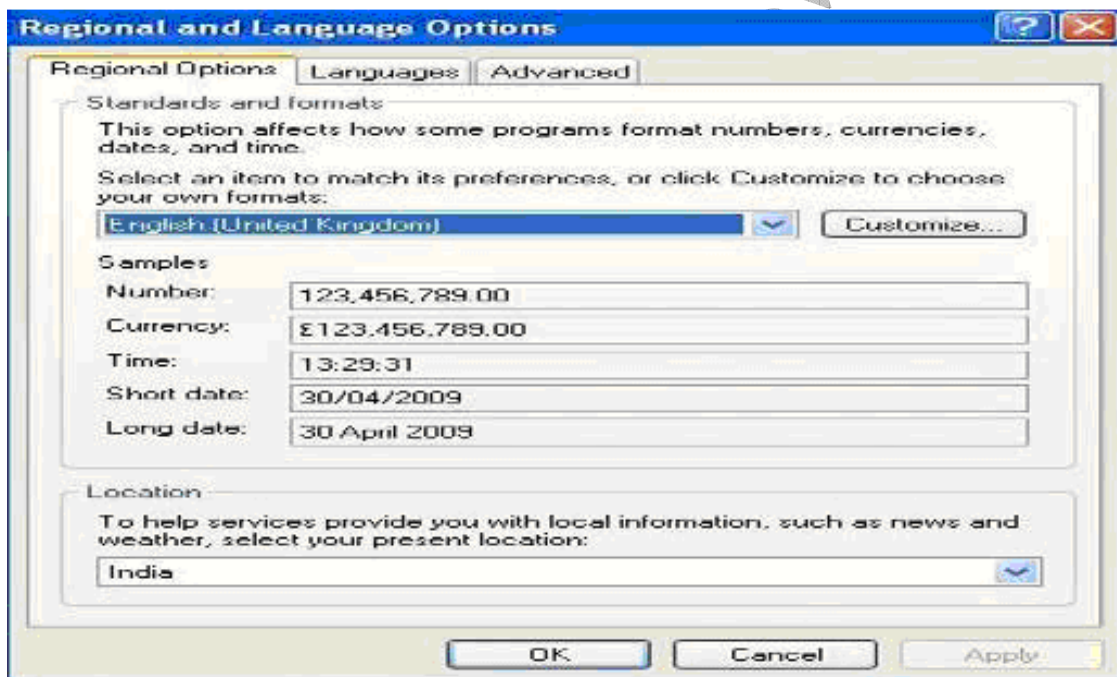 Regional and Language Options
Regional Options Languages Advanced
Standards and formats
This option affects how some programs format numbers, currencies,
dates, and time.
Select an item to match its preferences, or click Customize to choose
your own formats:
English (United Kingdom) Customize...
Samples
Number: 123,456,789.00
Currency: £123,456,789.00
Time: 13:29:31
Short date: 30/04/2009
Long date: 30 April 2009
Location
To help services provide you with local information, such as news and
weather, select your present location:
India
OK Cancel Apply